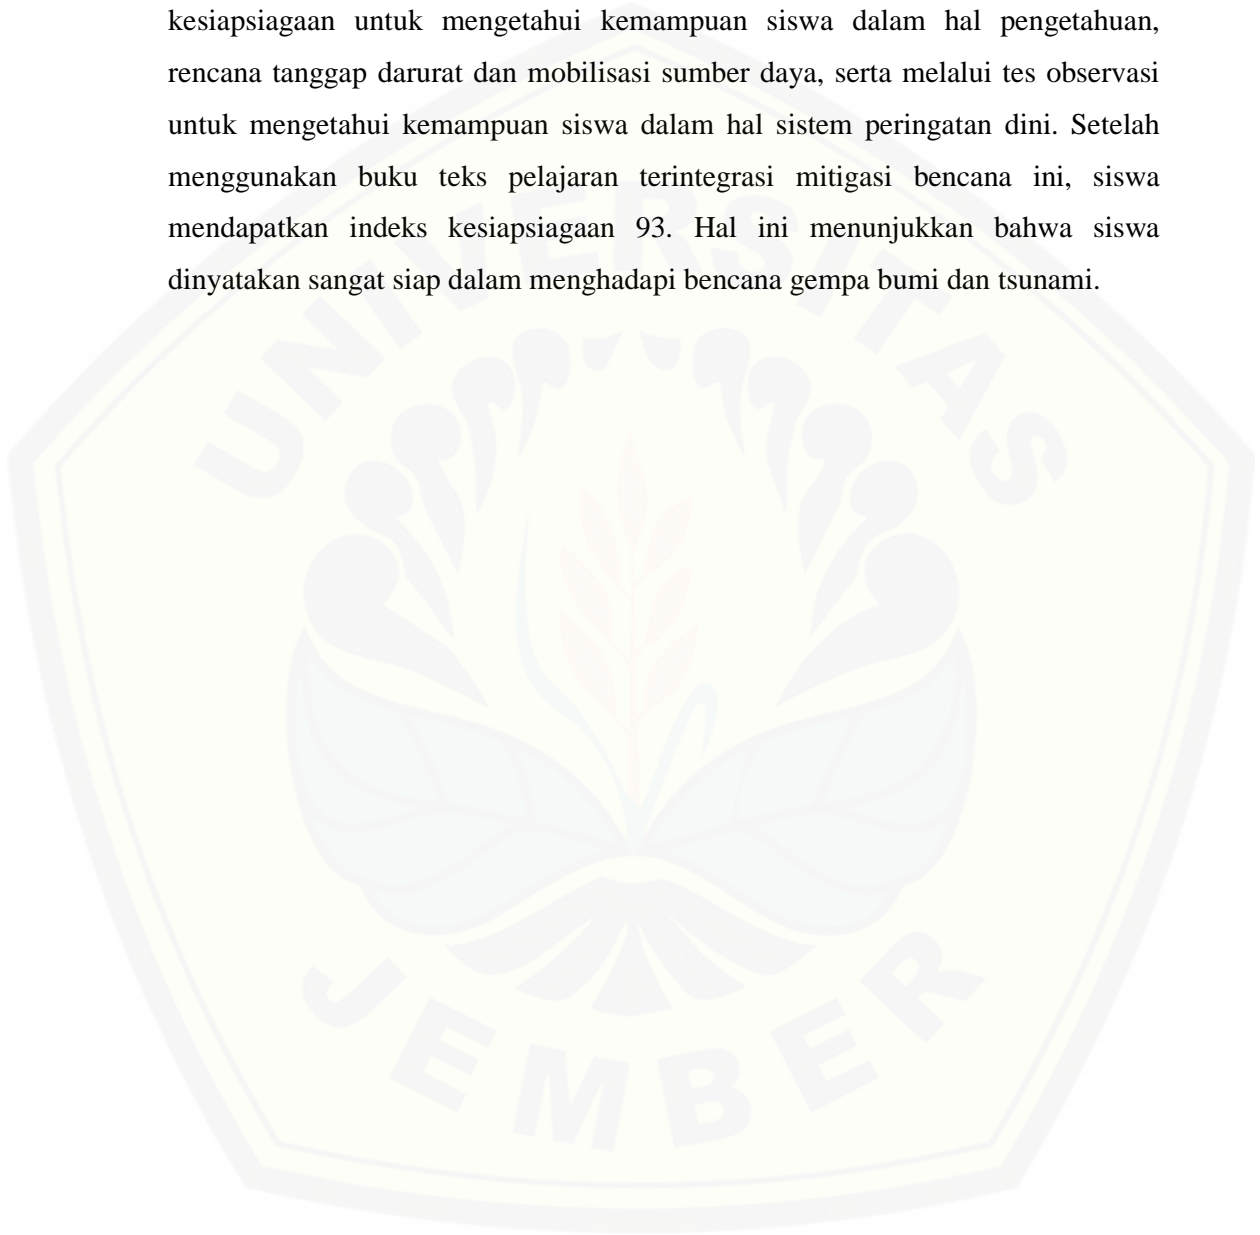 kesiapsiagaan untuk mengetahui kemampuan siswa dalam hal pengetahuan,
rencana tanggap darurat dan mobilisasi sumber daya, serta melalui tes observasi
untuk mengetahui kemampuan siswa dalam hal sistem peringatan dini. Setelah
menggunakan buku teks pelajaran terintegrasi mitigasi bencana ini, siswa
mendapatkan indeks kesiapsiagaan 93. Hal ini menunjukkan bahwa siswa
dinyatakan sangat siap dalam menghadapi bencana gempa bumi dan tsunami.
UNIVERSITAS
JEMBER